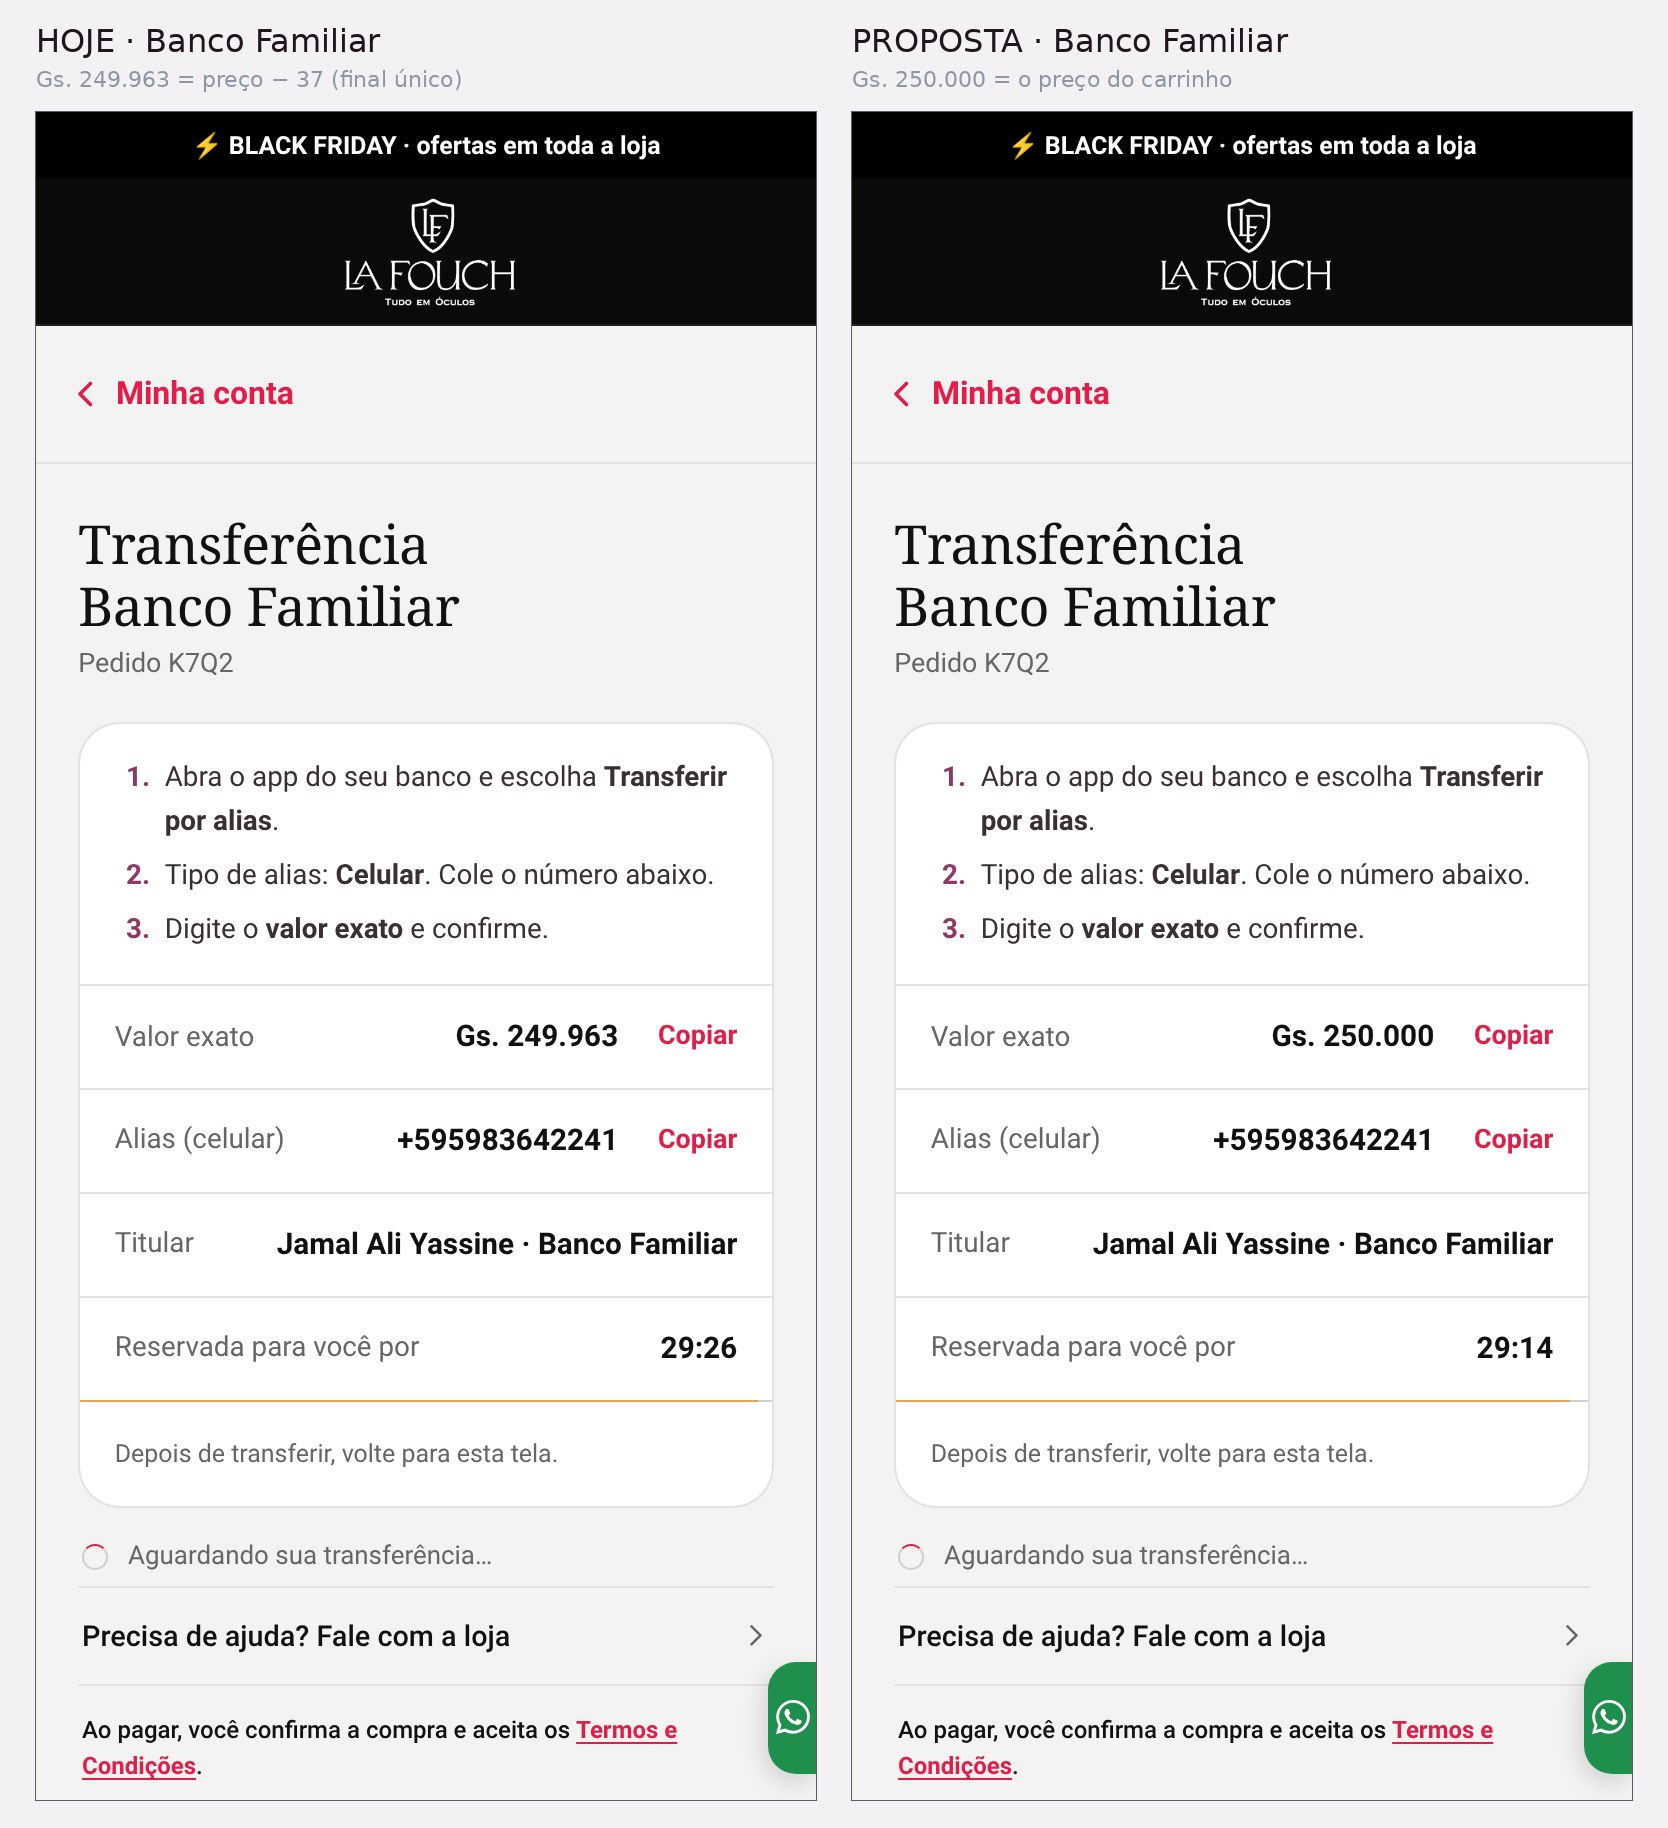 HOJE · Banco Familiar
Gs. 249.963 = preço − 37 (final único)
⚡ BLACK FRIDAY · ofertas em toda a loja
LF
LA FOUCH
TUDO EM ÓCULOS
Minha conta
Transferência
Banco Familiar
Pedido K7Q2
1. Abra o app do seu banco e escolha Transferir
por alias.
2. Tipo de alias: Celular. Cole o número abaixo.
3. Digite o valor exato e confirme.
Valor exato Gs. 249.963 Copiar
Alias (celular) +595983642241 Copiar
Titular Jamal Ali Yassine · Banco Familiar
Reservada para você por 29:26
Depois de transferir, volte para esta tela.
Aguardando sua transferência...
Precisa de ajuda? Fale com a loja
Ao pagar, você confirma a compra e aceita os Termos e
Condições.
PROPOSTA · Banco Familiar
Gs. 250.000 = o preço do carrinho
⚡ BLACK FRIDAY · ofertas em toda a loja
LF
LA FOUCH
TUDO EM ÓCULOS
Minha conta
Transferência
Banco Familiar
Pedido K7Q2
1. Abra o app do seu banco e escolha Transferir
por alias.
2. Tipo de alias: Celular. Cole o número abaixo.
3. Digite o valor exato e confirme.
Valor exato Gs. 250.000 Copiar
Alias (celular) +595983642241 Copiar
Titular Jamal Ali Yassine · Banco Familiar
Reservada para você por 29:14
Depois de transferir, volte para esta tela.
Aguardando sua transferência...
Precisa de ajuda? Fale com a loja
Ao pagar, você confirma a compra e aceita os Termos e
Condições.